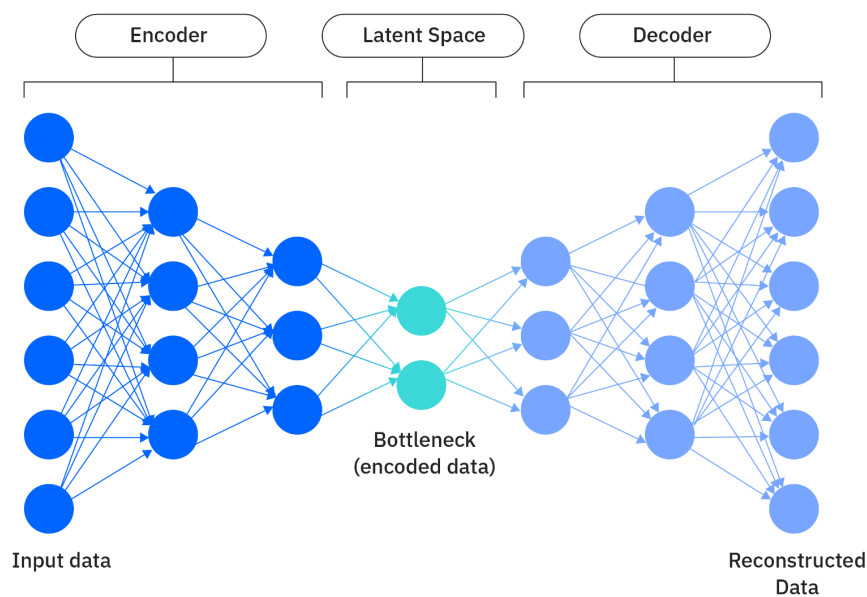 Encoder
Latent Space
Decoder
Bottleneck
(encoded data)
Input data
Reconstructed
Data